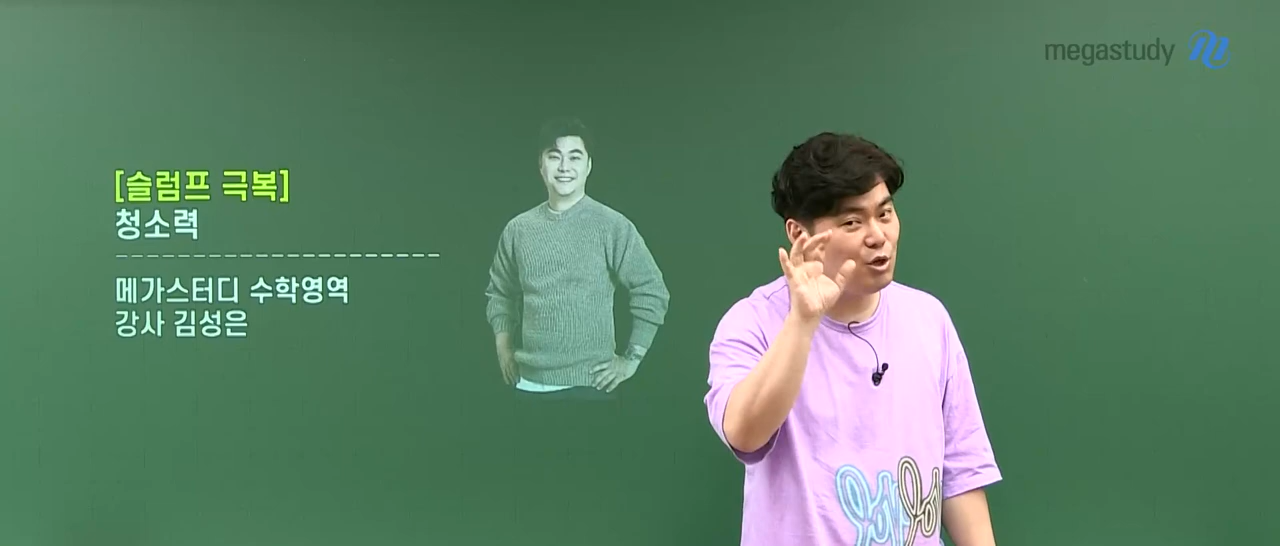 megastudy
[슬럼프 극복]
청소력
메가스터디 수학영역
강사 김성은